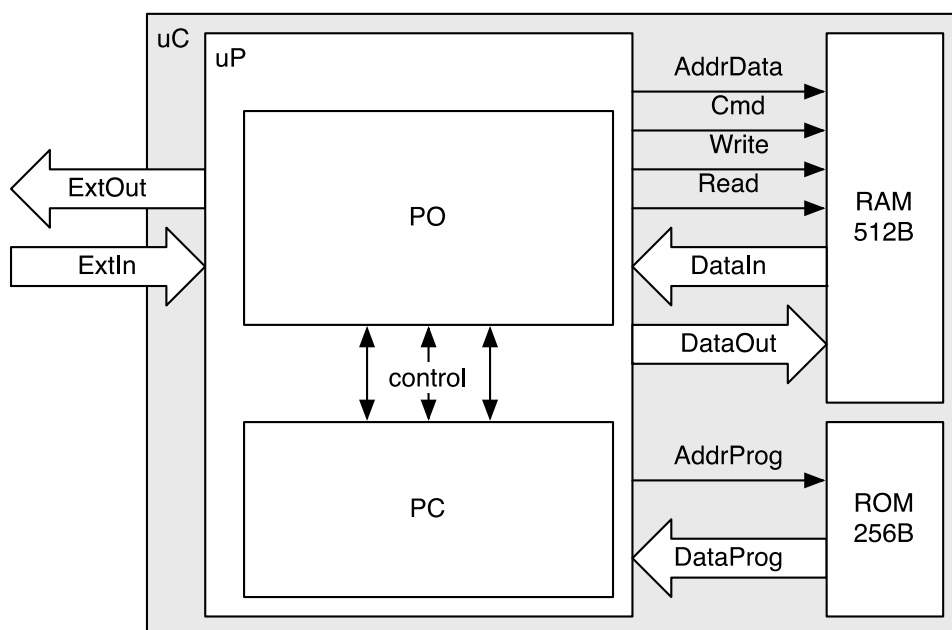 uC
uP
AddrData
Cmd
Write
Read
ExtOut
ExtIn
PO
RAM
512B
DataIn
DataOut
control
AddrProg
PC
ROM
256B
DataProg